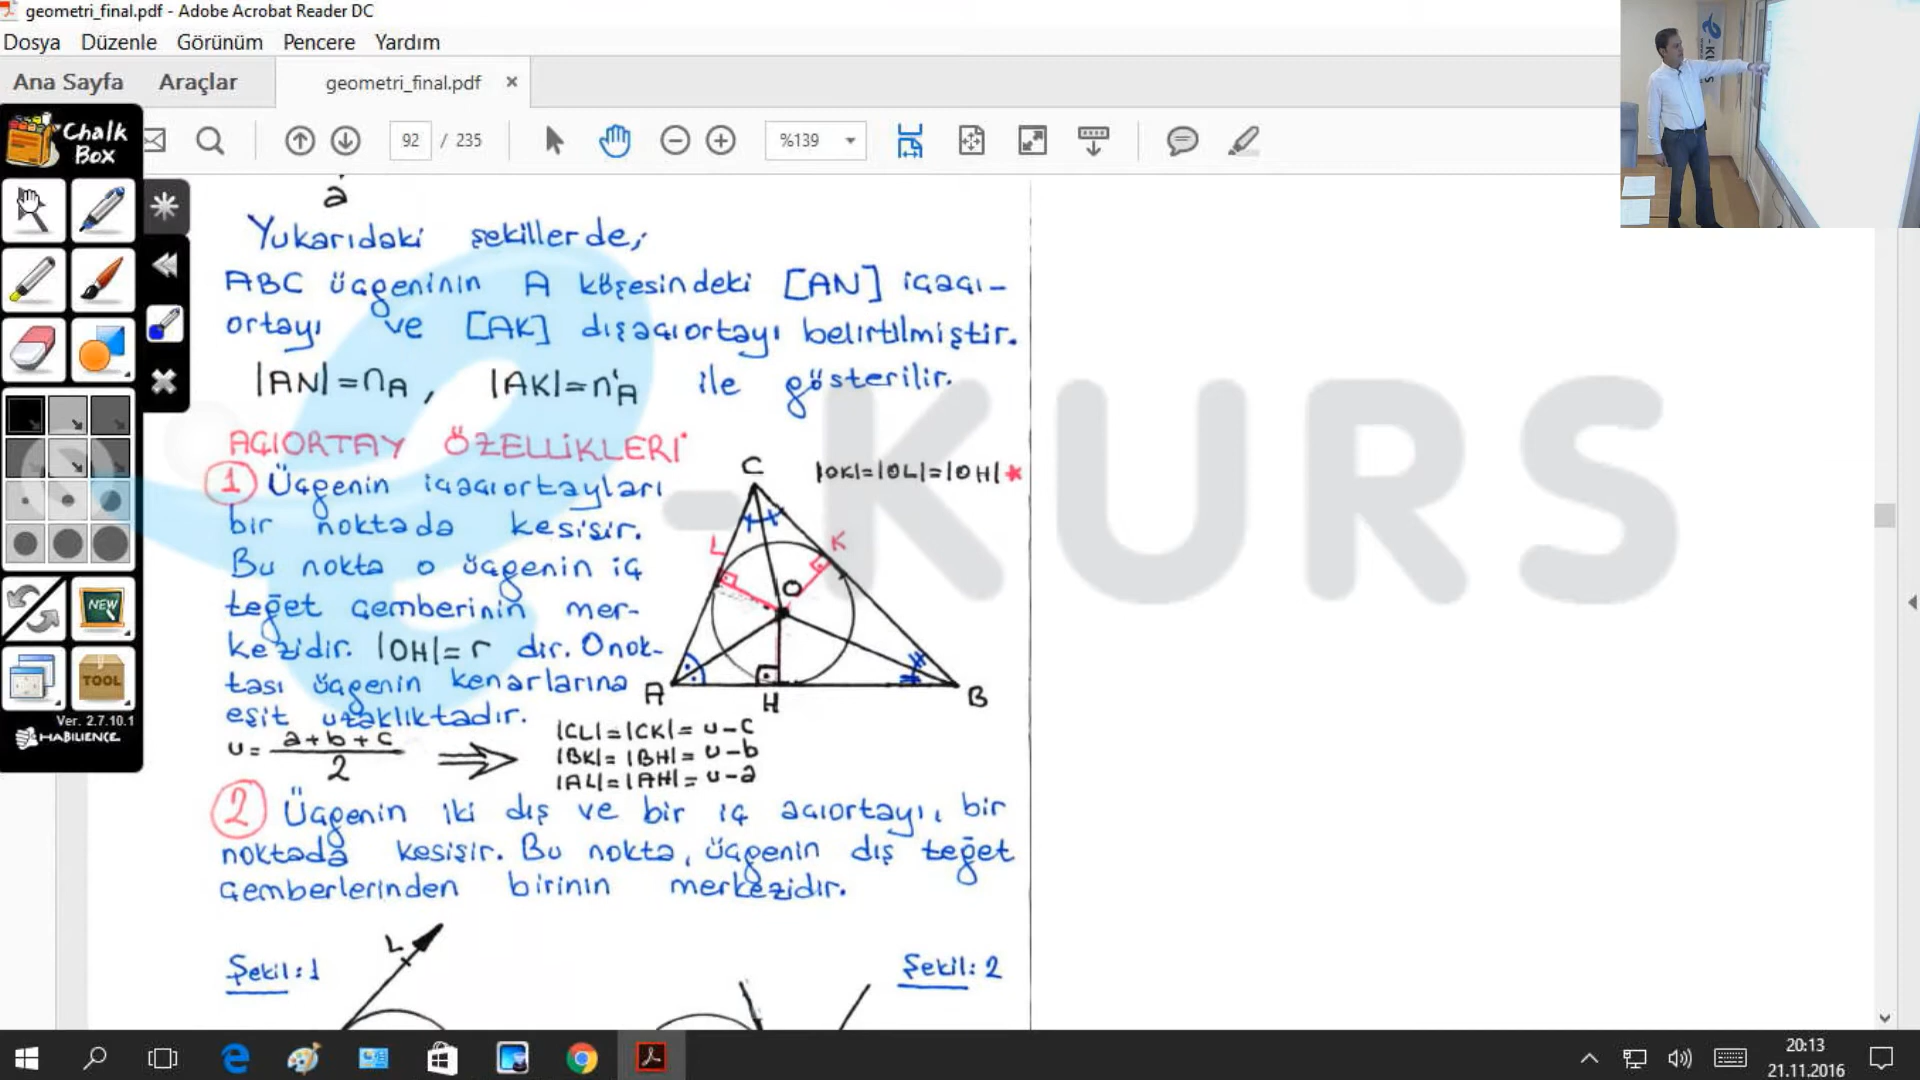 geometri_final.pdf - Adobe Acrobat Reader DC
Dosya Düzenle Görünüm Pencere Yardım
Ana Sayfa Araçlar geometri_final.pdf ×
92 / 235 %139
Chalk
Box
a
Yukarıdaki şekillerde;
ABC üçgeninin A köşesindeki [AN] içaçı-
ortayı ve [AK] dışaçıortayı belirtilmiştir.
|AN|=nA, |AK|=n'A ile gösterilir.
AÇIORTAY ÖZELLİKLERİ
1 Üçgenin içaçıortayları
bir noktada kesişir.
Bu nokta o üçgenin iç
teğet çemberinin mer-
kezidir. |OH|=r dir. O nok-
tası üçgenin kenarlarına
eşit uzaklıktadır.
C |OK|=|OL|=|OH|*
L K
O
A H B
u = a+b+c / 2 ⇒
|CL|=|CK|= u-c
|BK|=|BH|= u-b
|AL|=|AH|= u-a
2 Üçgenin iki dış ve bir iç açıortayı, bir
noktada kesişir. Bu nokta, üçgenin dış teğet
çemberlerinden birinin merkezidir.
Şekil:1 L Şekil:2
e-KURS
NEW
TOOL
Ver. 2.7.10.1
HABILIENCE
e-KURS
20:13
21.11.2016